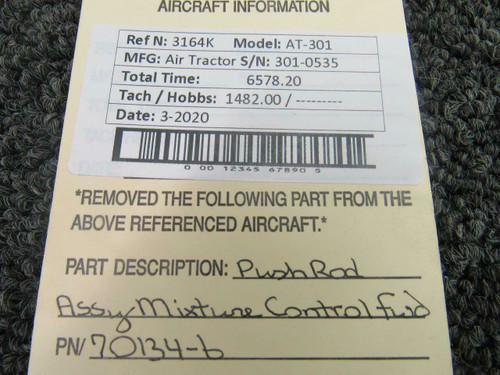 AIRCRAFT INFORMATION
Ref N: 3164K Model: AT-301
MFG: Air Tractor S/N: 301-0535
Total Time: 6578.20
Tach / Hobbs: 1482.00 / ---------
Date: 3-2020
0 00 12345 67890 5
*REMOVED THE FOLLOWING PART FROM THE
ABOVE REFERENCED AIRCRAFT.*
PART DESCRIPTION: Push Rod
Assy Mixture Control Fwd
PN/ 70134-6